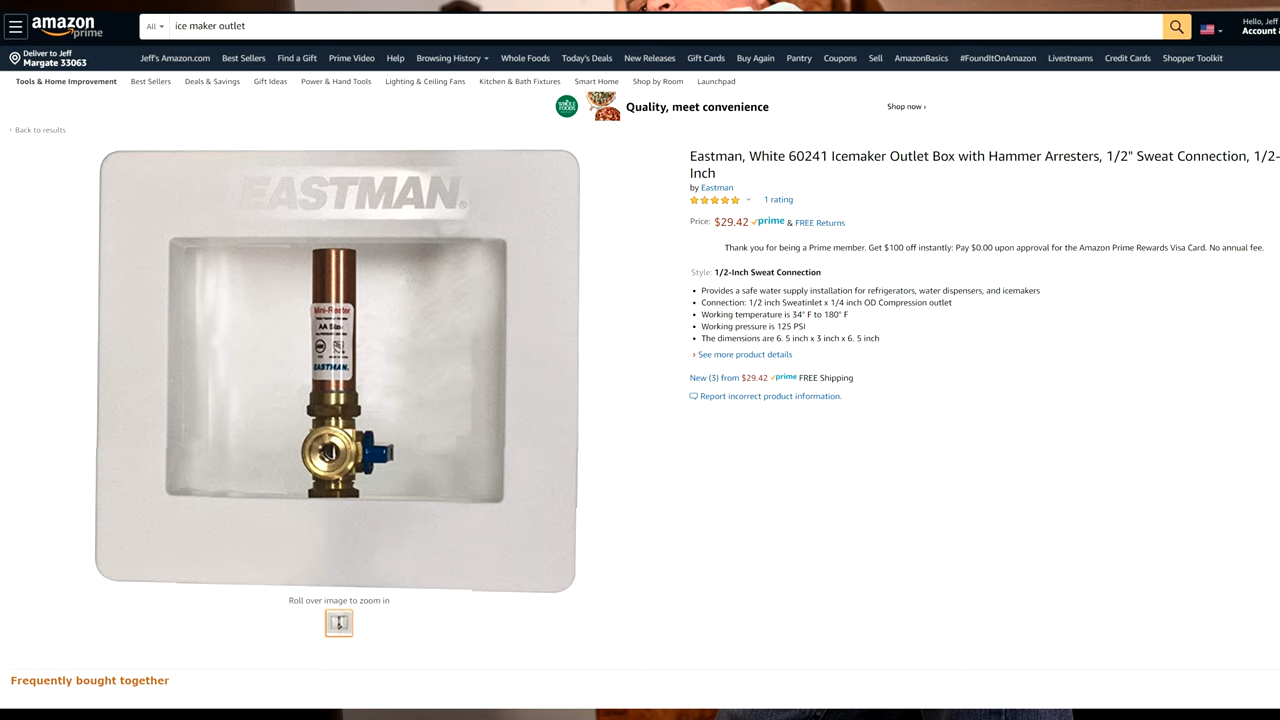 amazon
prime
All
ice maker outlet
Hello, Jeff
Account &
Deliver to Jeff
Margate 33063
Jeff's Amazon.com Best Sellers Find a Gift Prime Video Help Browsing History Whole Foods Today's Deals New Releases Gift Cards Buy Again Pantry Coupons Sell AmazonBasics #FoundItOnAmazon Livestreams Credit Cards Shopper Toolkit
Tools & Home Improvement Best Sellers Deals & Savings Gift Ideas Power & Hand Tools Lighting & Ceiling Fans Kitchen & Bath Fixtures Smart Home Shop by Room Launchpad
WHOLE FOODS
Quality, meet convenience
Shop now ›
‹ Back to results
EASTMAN®
Mini-Rester
AA Size
EASTMAN.
Roll over image to zoom in
Eastman, White 60241 Icemaker Outlet Box with Hammer Arresters, 1/2" Sweat Connection, 1/2-
Inch
by Eastman
1 rating
Price: $29.42 prime & FREE Returns
Thank you for being a Prime member. Get $100 off instantly: Pay $0.00 upon approval for the Amazon Prime Rewards Visa Card. No annual fee.
Style: 1/2-Inch Sweat Connection
• Provides a safe water supply installation for refrigerators, water dispensers, and icemakers
• Connection: 1/2 inch Sweatinlet x 1/4 inch OD Compression outlet
• Working temperature is 34° F to 180° F
• Working pressure is 125 PSI
• The dimensions are 6. 5 inch x 3 inch x 6. 5 inch
› See more product details
New (3) from $29.42 prime FREE Shipping
Report incorrect product information.
Frequently bought together